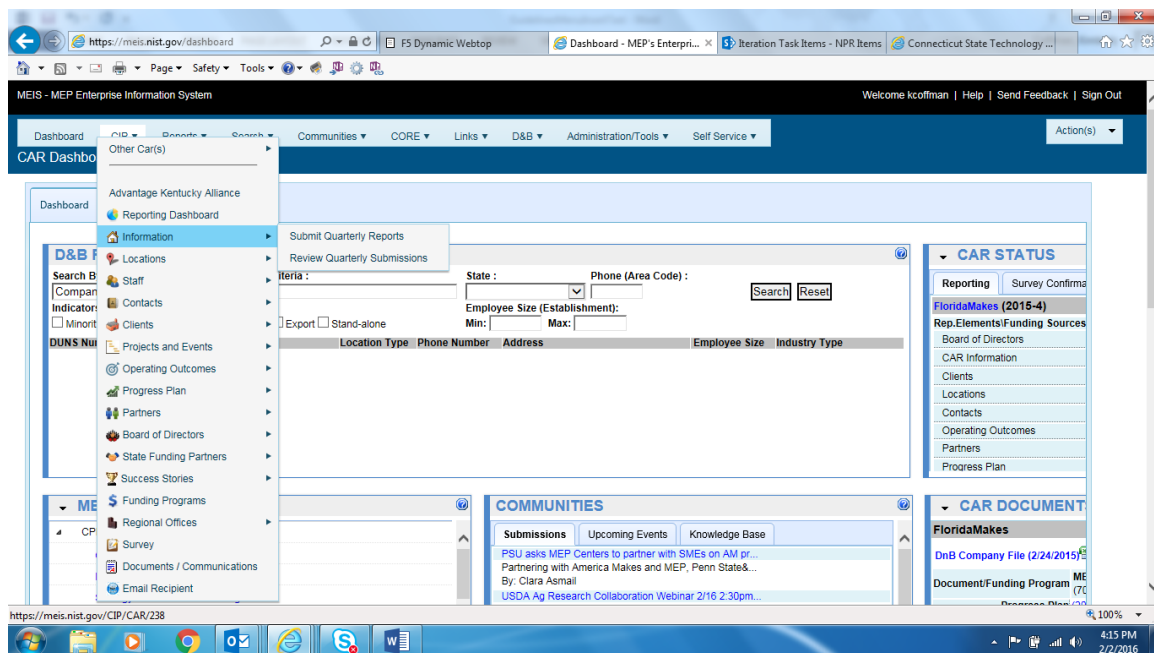 https://meis.nist.gov/dashboard
F5 Dynamic Webtop
Dashboard - MEP's Enterpri...
Iteration Task Items - NPR Items
Connecticut State Technology ...
Page Safety Tools
MEIS - MEP Enterprise Information System
Welcome kcoffman | Help | Send Feedback | Sign Out
Dashboard CIP Reports Search Communities CORE Links D&B Administration/Tools Self Service
Action(s)
CAR Dashbo
Other Car(s)
Advantage Kentucky Alliance
Reporting Dashboard
Information
Locations
Staff
Contacts
Clients
Projects and Events
Operating Outcomes
Progress Plan
Partners
Board of Directors
State Funding Partners
Success Stories
Funding Programs
Regional Offices
Survey
Documents / Communications
Email Recipient
Submit Quarterly Reports
Review Quarterly Submissions
Dashboard
D&B
Search B
iteria :
State :
Phone (Area Code) :
Compan
Search Reset
Indicators
Employee Size (Establishment):
Minorit
Export Stand-alone
Min: Max:
DUNS Nu
Location Type Phone Number Address Employee Size Industry Type
CAR STATUS
Reporting Survey Confirma
FloridaMakes (2015-4)
Rep.Elements\Funding Sources
Board of Directors
CAR Information
Clients
Locations
Contacts
Operating Outcomes
Partners
Progress Plan
ME
CP
COMMUNITIES
Submissions Upcoming Events Knowledge Base
PSU asks MEP Centers to partner with SMEs on AM pr...
Partnering with America Makes and MEP, Penn State&...
By: Clara Asmail
USDA Ag Research Collaboration Webinar 2/16 2:30pm...
CAR DOCUMENT
FloridaMakes
DnB Company File (2/24/2015)
Document/Funding Program
ME
(70
https://meis.nist.gov/CIP/CAR/238
100%
4:15 PM
2/2/2016